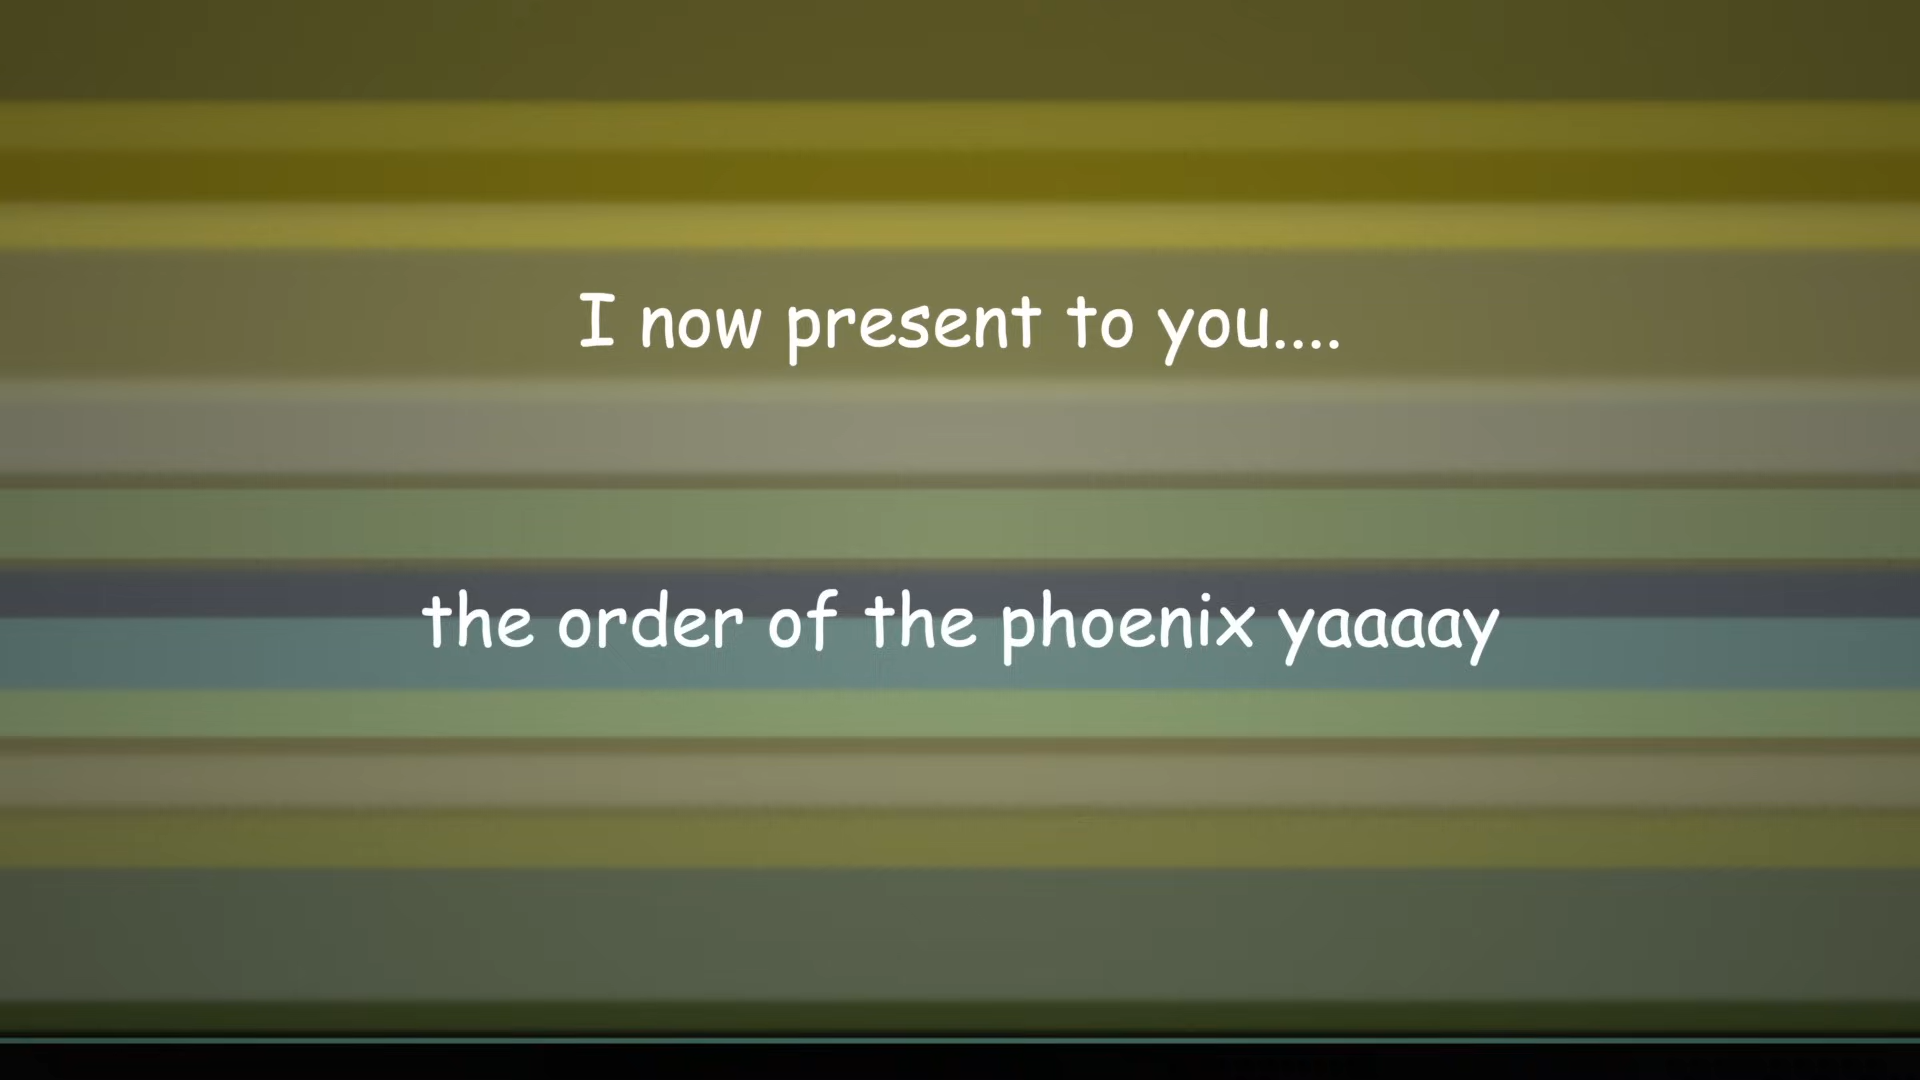 I now present to you....
the order of the phoenix yaaaay